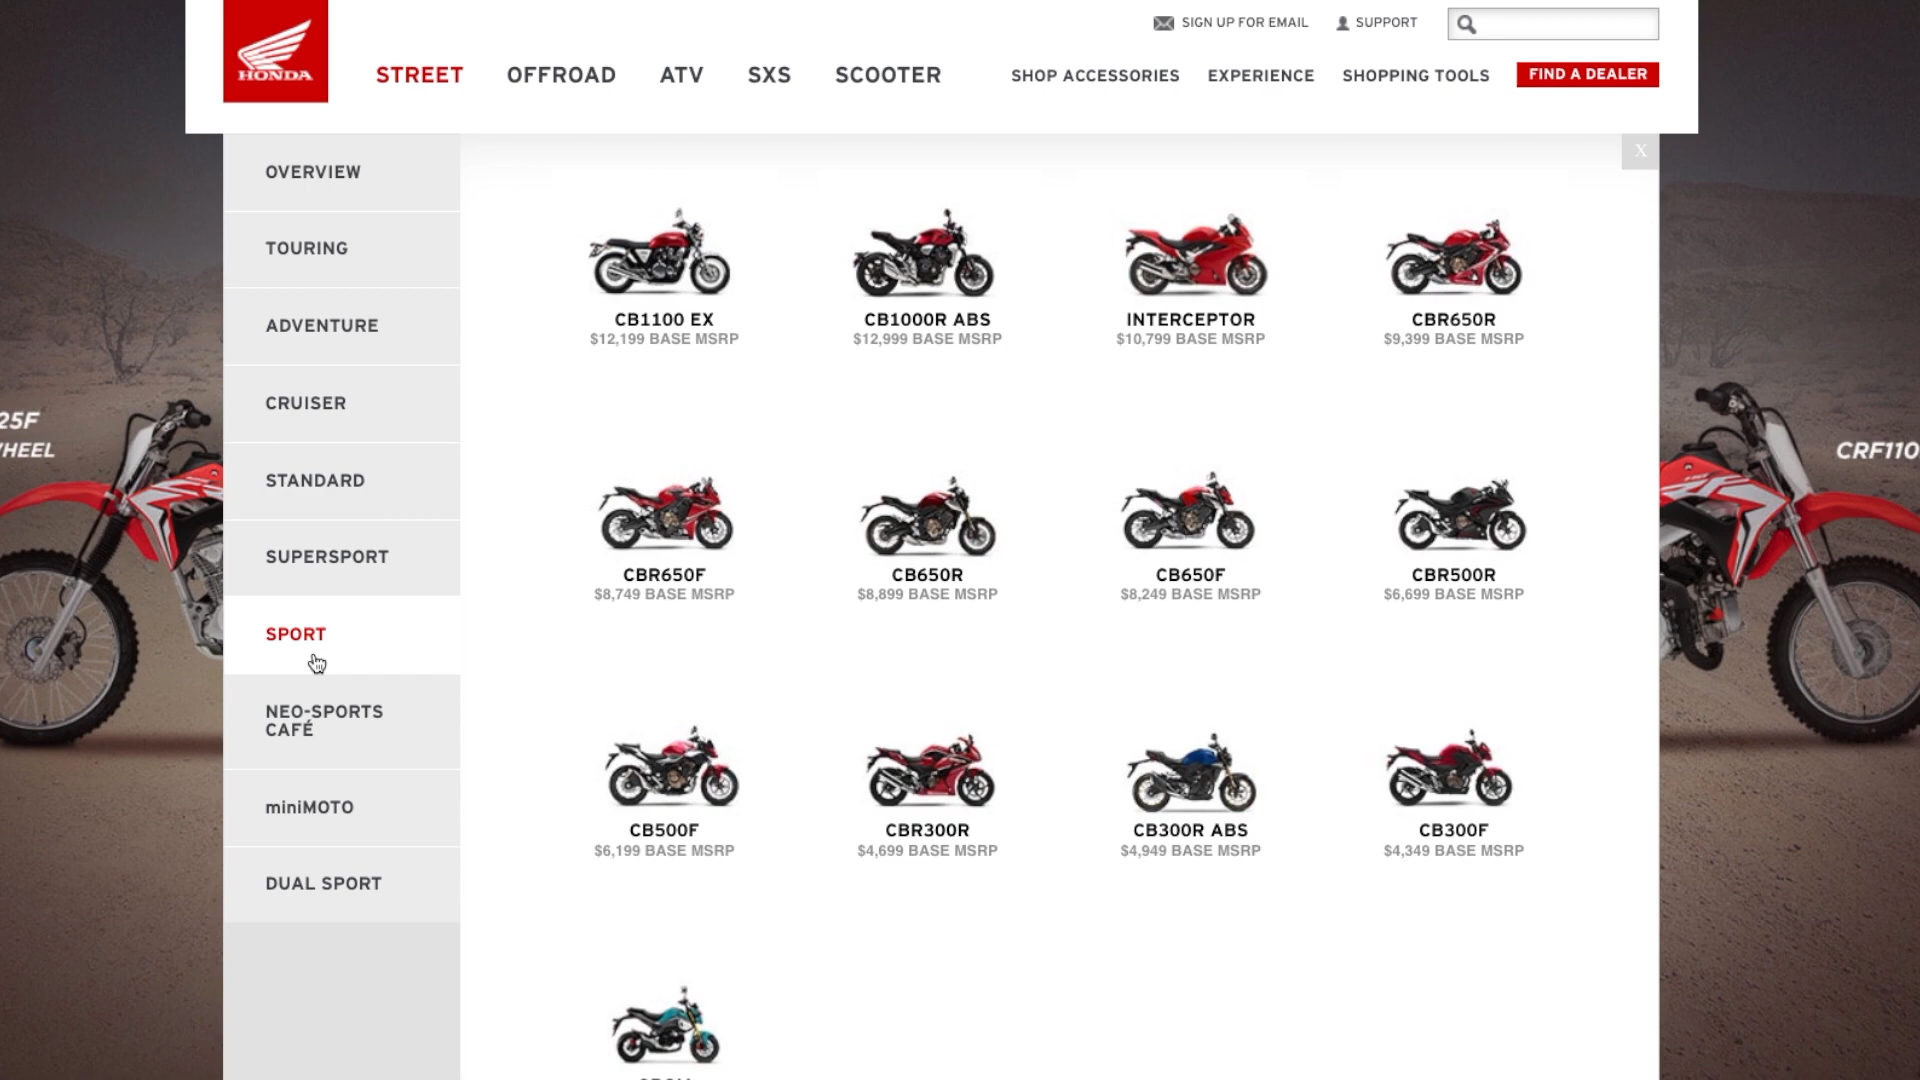 SIGN UP FOR EMAIL
SUPPORT
HONDA
STREET
OFFROAD
ATV
SXS
SCOOTER
SHOP ACCESSORIES
EXPERIENCE
SHOPPING TOOLS
FIND A DEALER
X
OVERVIEW
TOURING
ADVENTURE
CRUISER
STANDARD
SUPERSPORT
SPORT
NEO-SPORTS
CAFÉ
miniMOTO
DUAL SPORT
CB1100 EX
$12,199 BASE MSRP
CB1000R ABS
$12,999 BASE MSRP
INTERCEPTOR
$10,799 BASE MSRP
CBR650R
$9,399 BASE MSRP
CBR650F
$8,749 BASE MSRP
CB650R
$8,899 BASE MSRP
CB650F
$8,249 BASE MSRP
CBR500R
$6,699 BASE MSRP
CB500F
$6,199 BASE MSRP
CBR300R
$4,699 BASE MSRP
CB300R ABS
$4,949 BASE MSRP
CB300F
$4,349 BASE MSRP
25F
HEEL
CRF110